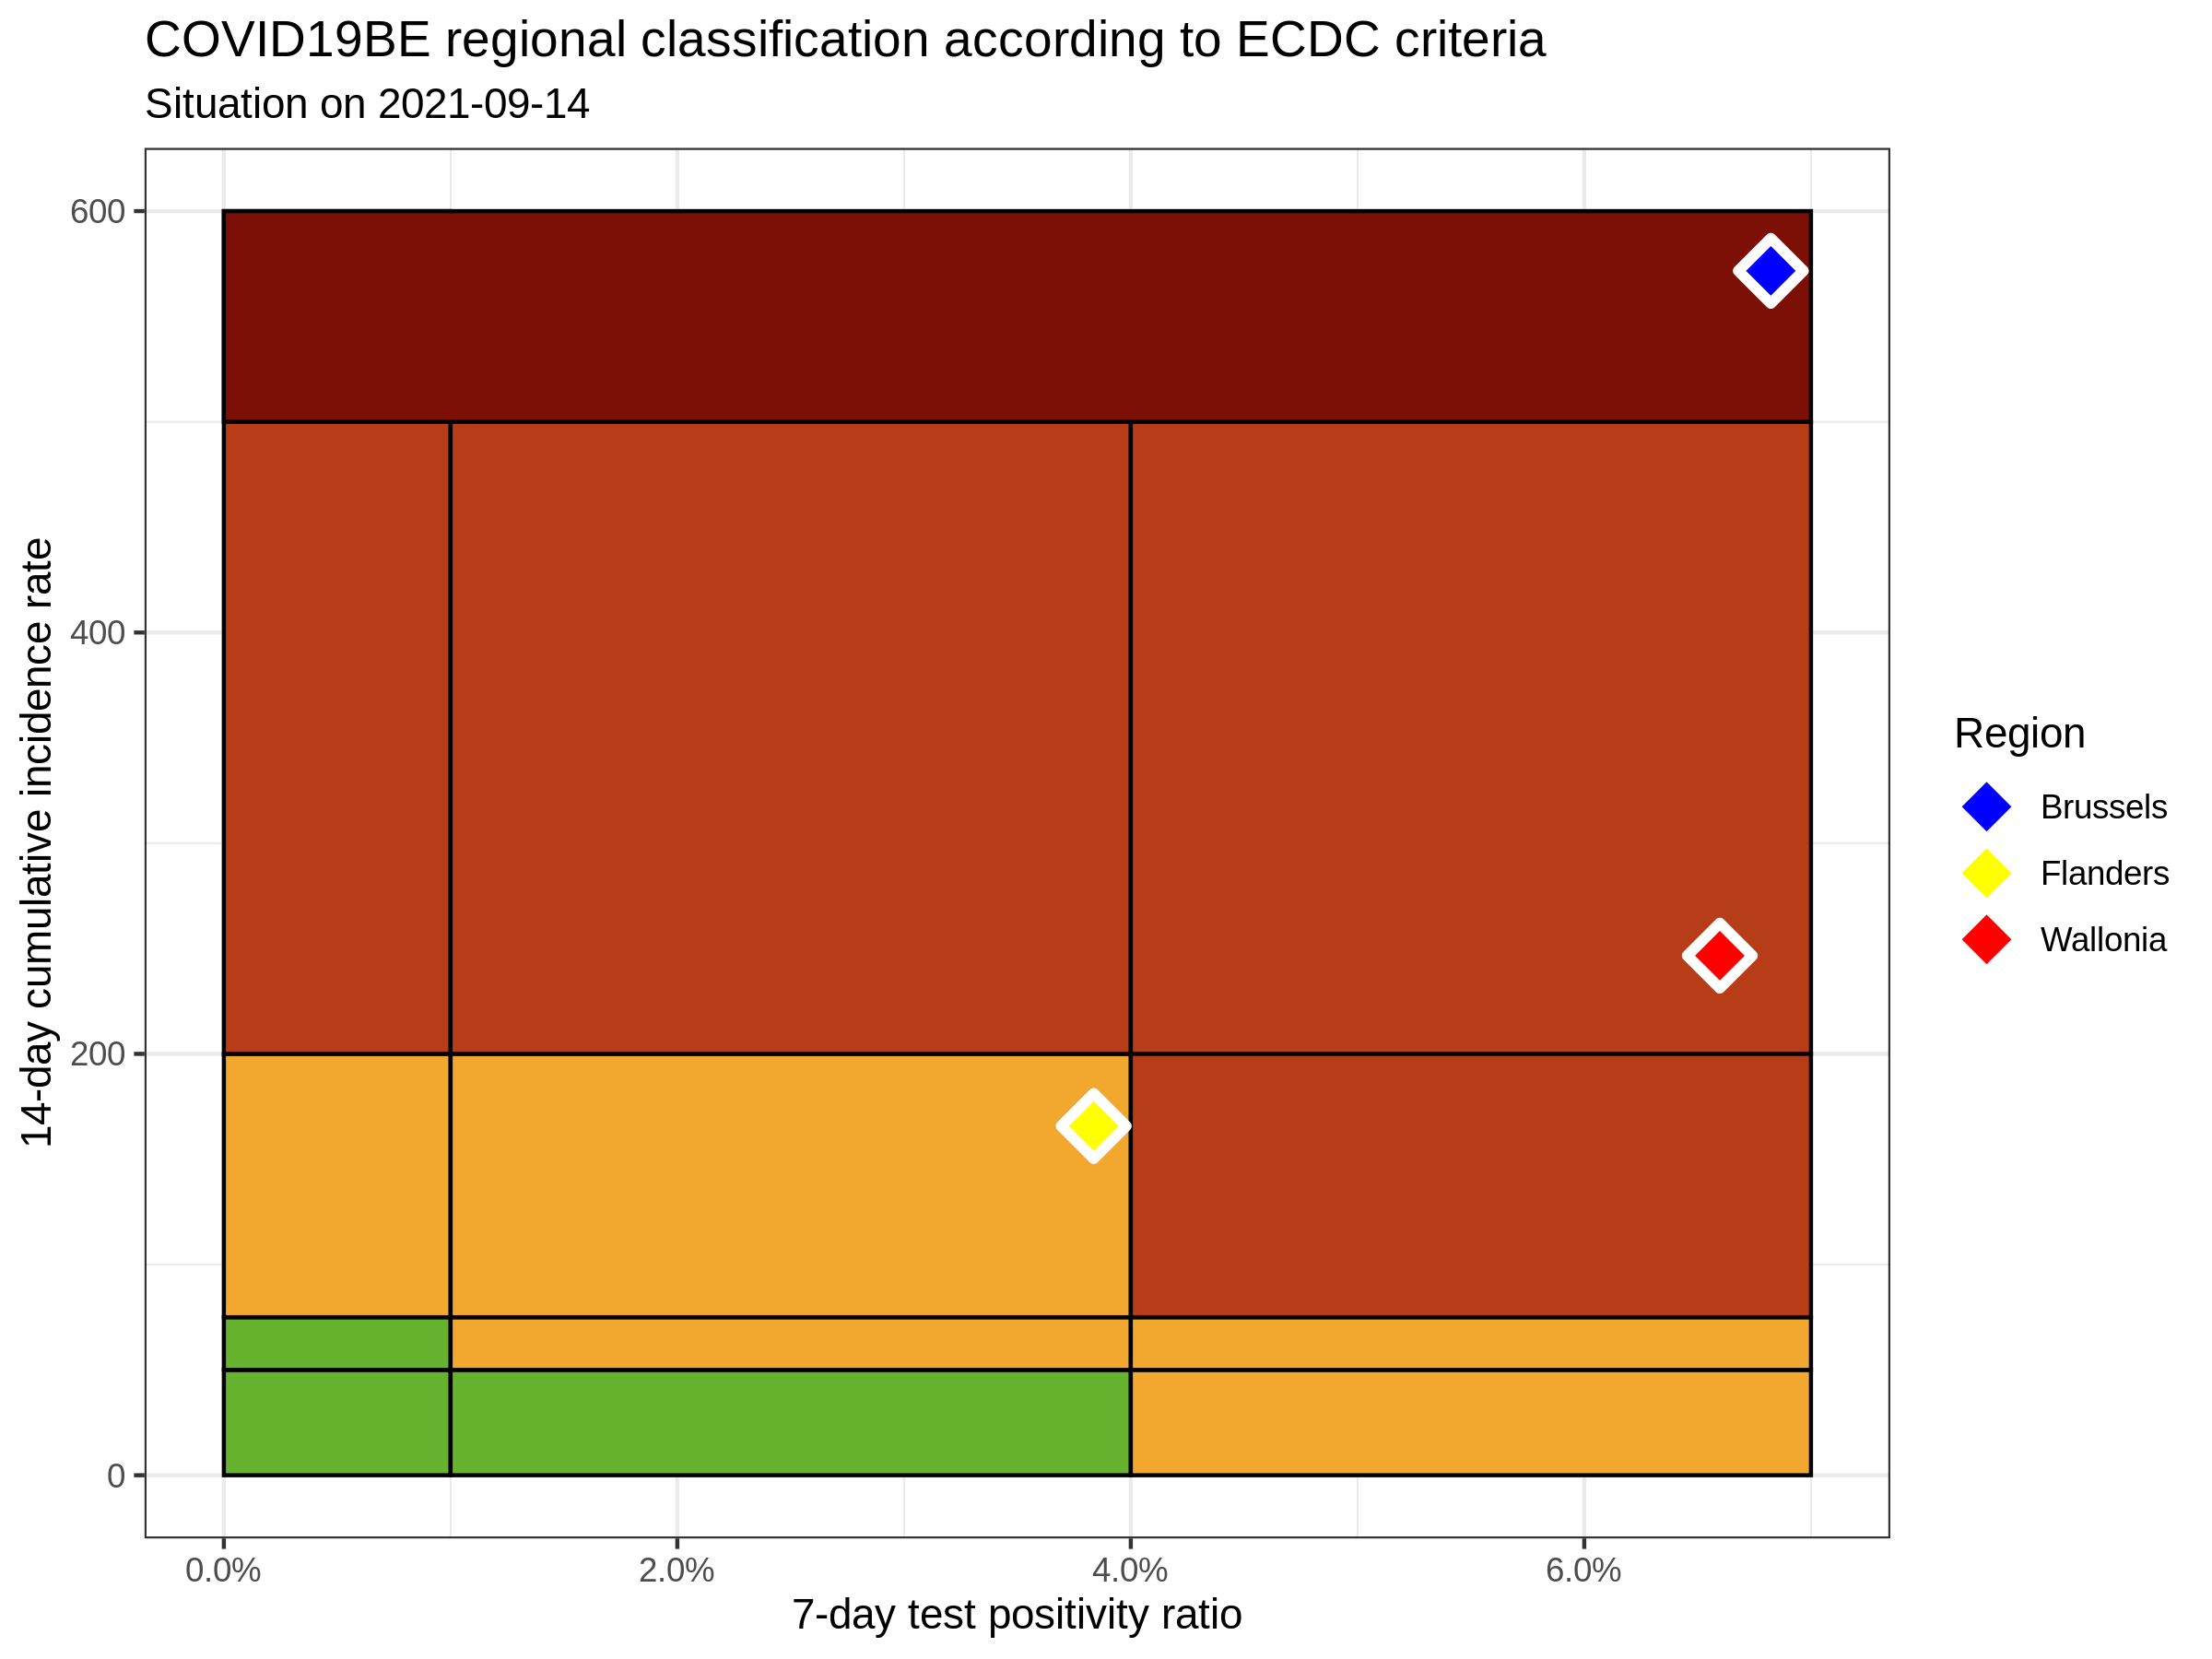 COVID19BE regional classification according to ECDC criteria
Situation on 2021-09-14
14-day cumulative incidence rate
600
400
200
0
0.0%
2.0%
4.0%
6.0%
7-day test positivity ratio
Region
Brussels
Flanders
Wallonia